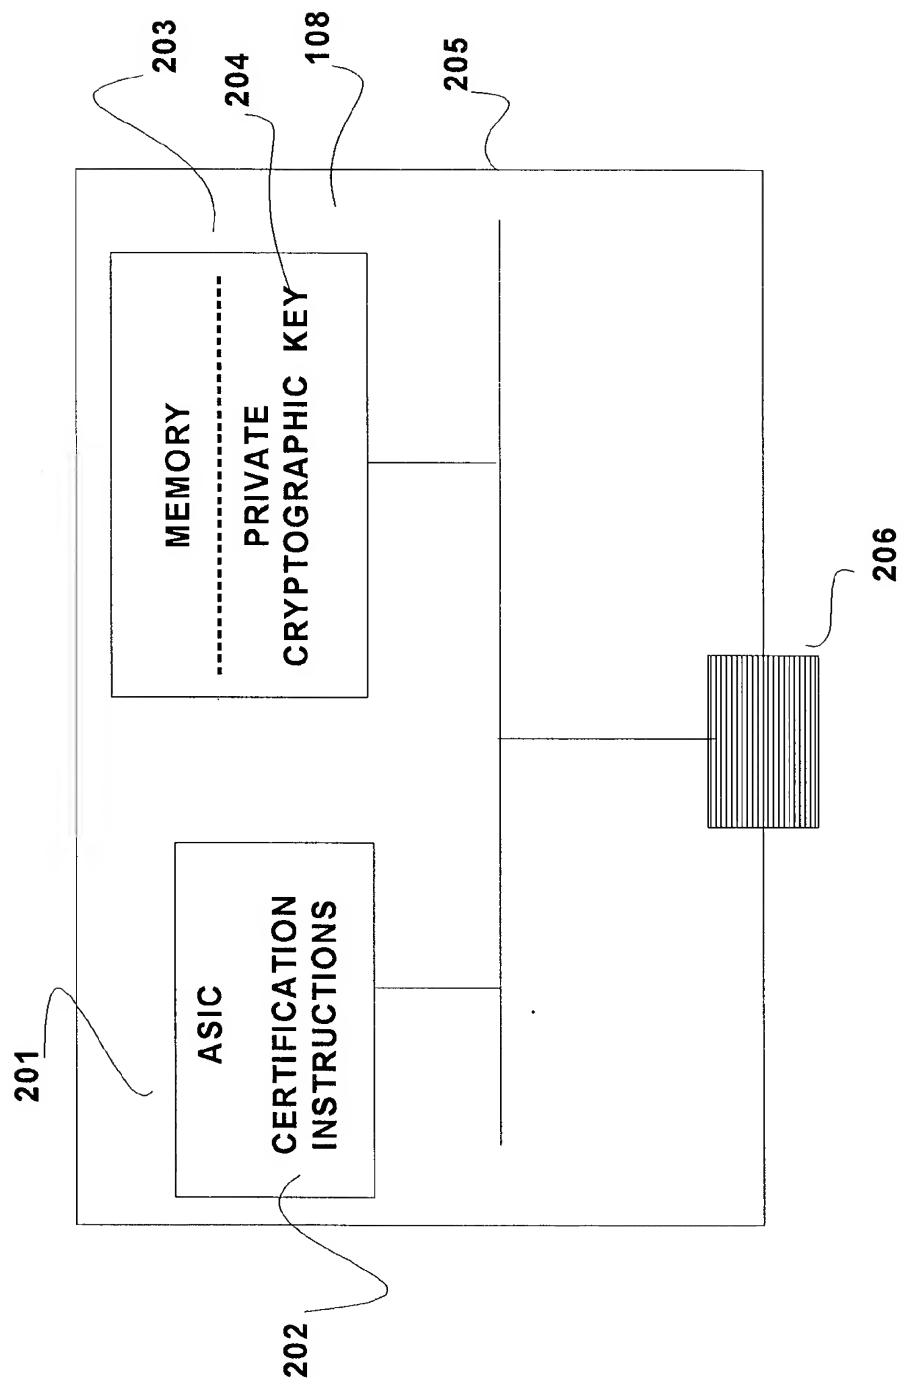 201
203
204
108
205
ASIC
CERTIFICATION
INSTRUCTIONS
MEMORY
PRIVATE
CRYPTOGRAPHIC KEY
202
206